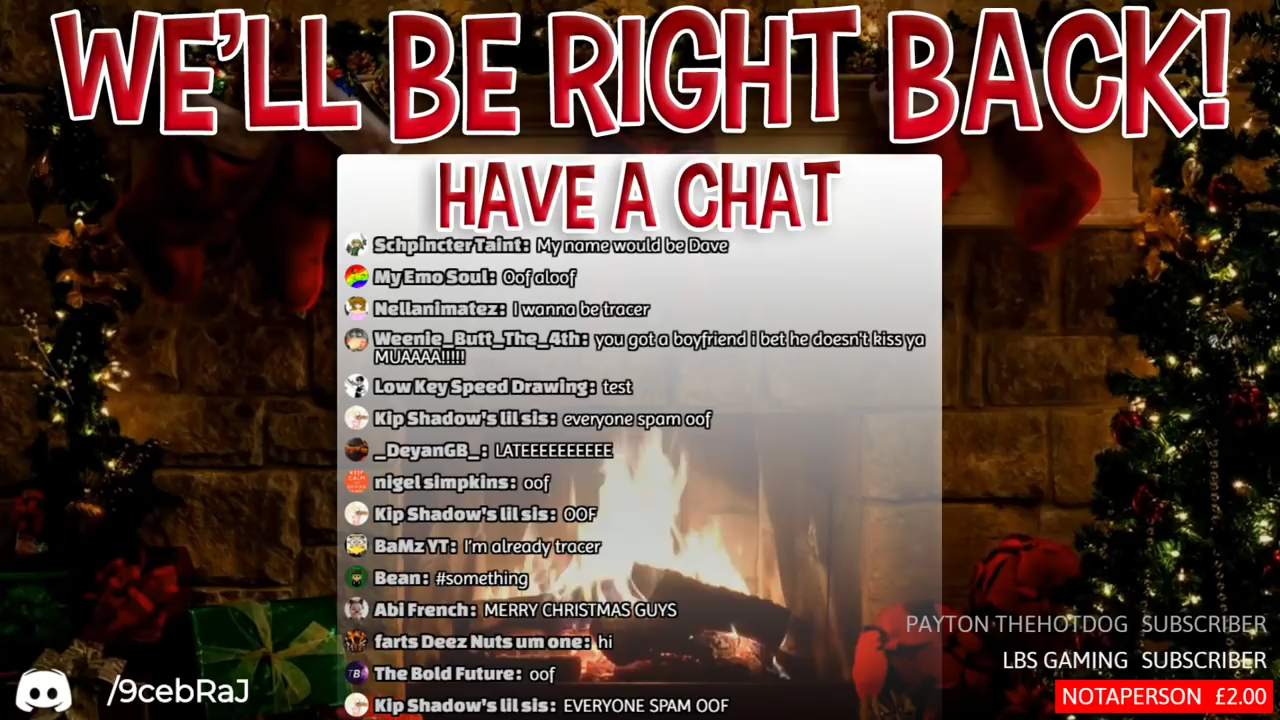 WE'LL BE RIGHT BACK!
HAVE A CHAT
Schpincter Taint: My name would be Dave
My Emo Soul: Oof aloof
Nellanimatez: I wanna be tracer
Weenie_Butt_The_4th: you got a boyfriend i bet he doesn't kiss ya
MUAAAA!!!!!
Low Key Speed Drawing: test
Kip Shadow's lil sis: everyone spam oof
_DeyanGB_: LATEEEEEEEEEE
nigel simpkins: oof
Kip Shadow's lil sis: OOF
BaMz YT: I'm already tracer
Bean: #something
Abi French: MERRY CHRISTMAS GUYS
farts Deez Nuts um one: hi
The Bold Future: oof
Kip Shadow's lil sis: EVERYONE SPAM OOF
PAYTON THEHOTDOG SUBSCRIBER
LBS GAMING SUBSCRIBER
NOTAPERSON £2.00
/9cebRaJ